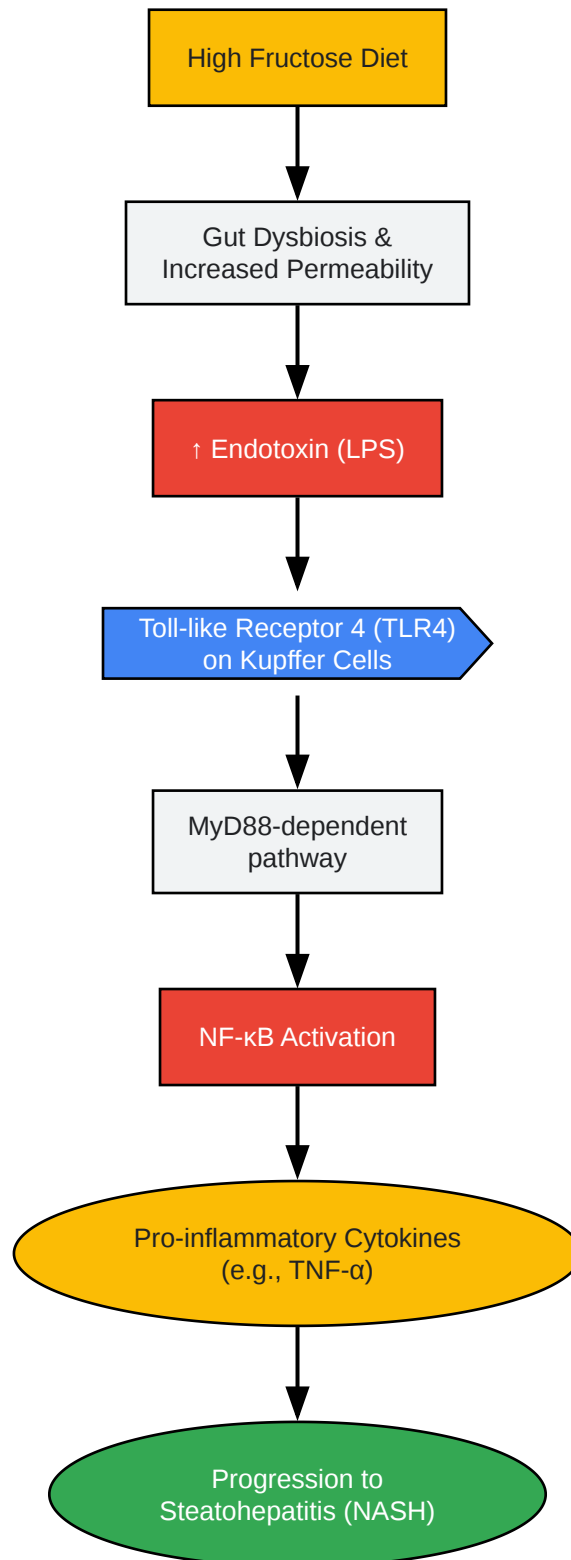 High Fructose Diet
Gut Dysbiosis &
Increased Permeability
↑ Endotoxin (LPS)
Toll-like Receptor 4 (TLR4)
on Kupffer Cells
MyD88-dependent
pathway
NF-κB Activation
Pro-inflammatory Cytokines
(e.g., TNF-α)
Progression to
Steatohepatitis (NASH)